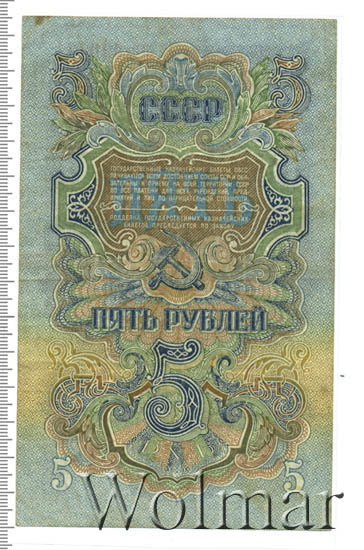 5 5
СССР
ГОСУДАРСТВЕННЫЕ КАЗНАЧЕЙСКИЕ БИЛЕТЫ ОБЕСПЕ-
ЧИВАЮТСЯ ВСЕМ ДОСТОЯНИЕМ СОЮЗА ССР И ОБЯ-
ЗАТЕЛЬНЫ К ПРИЕМУ НА ВСЕЙ ТЕРРИТОРИИ СССР
ВО ВСЕ ПЛАТЕЖИ ДЛЯ ВСЕХ УЧРЕЖДЕНИЙ, ПРЕД-
ПРИЯТИЙ И ЛИЦ ПО НАРИЦАТЕЛЬНОЙ СТОИМОСТИ.
ПОДДЕЛКА ГОСУДАРСТВЕННЫХ КАЗНАЧЕЙСКИХ
БИЛЕТОВ ПРЕСЛЕДУЕТСЯ ПО ЗАКОНУ.
ПЯТЬ РУБЛЕЙ
5
5 5
Wolmar